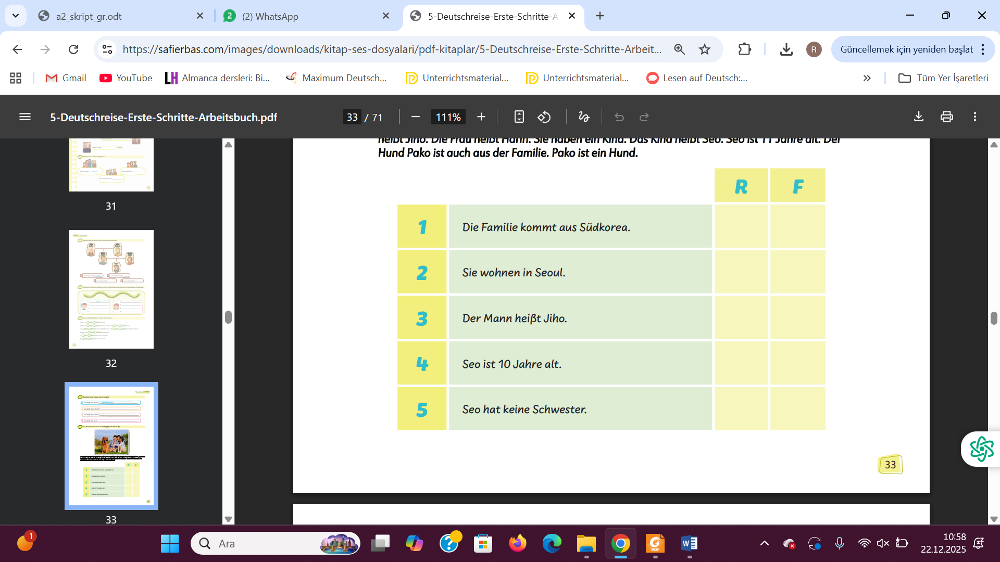 a2_skript_gr.odt
2
(2) WhatsApp
5-Deutschreise-Erste-Schritte-A
https://safierbas.com/images/downloads/kitap-ses-dosyalari/pdf-kitaplar/5-Deutschreise-Erste-Schritte-Arbeit...
R
Güncellemek için yeniden başlat
Gmail
YouTube
LH
Almanca dersleri: Bi...
Maximum Deutsch...
Unterrichtsmaterial...
Unterrichtsmaterial...
Lesen auf Deutsch:...
Tüm Yer İşaretleri
5-Deutschreise-Erste-Schritte-Arbeitsbuch.pdf
33 / 71
111%
31
32
33
heißt Jiho. Die Frau heißt Harin. Sie haben ein Kind. Das Kind heißt Seo. Seo ist 11 Jahre alt. Der
Hund Pako ist auch aus der Familie. Pako ist ein Hund.
R F
1 Die Familie kommt aus Südkorea.
2 Sie wohnen in Seoul.
3 Der Mann heißt Jiho.
4 Seo ist 10 Jahre alt.
5 Seo hat keine Schwester.
33
1
Ara
PDF
10:58
22.12.2025